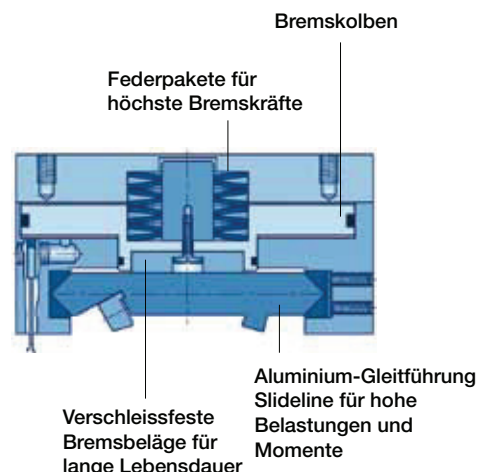 Bremskolben
Federpakete für
höchste Bremskräfte
Aluminium-Gleitführung
Slideline für hohe
Belastungen und
Momente
Verschleissfeste
Bremsbeläge für
lange Lebensdauer